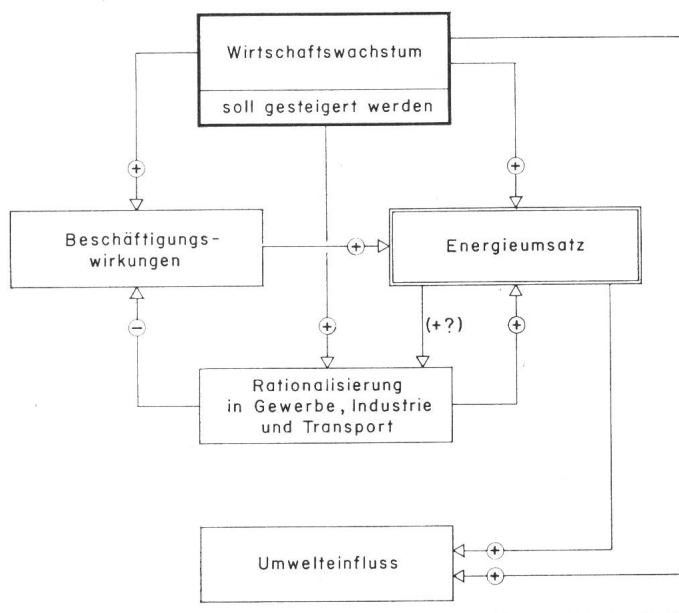 Wirtschaftswachstum
soll gesteigert werden
+
+
Beschäftigungs-
wirkungen
+
Energieumsatz
−
+
(+?)
+
Rationalisierung
in Gewerbe, Industrie
und Transport
Umwelteinfluss
+
+